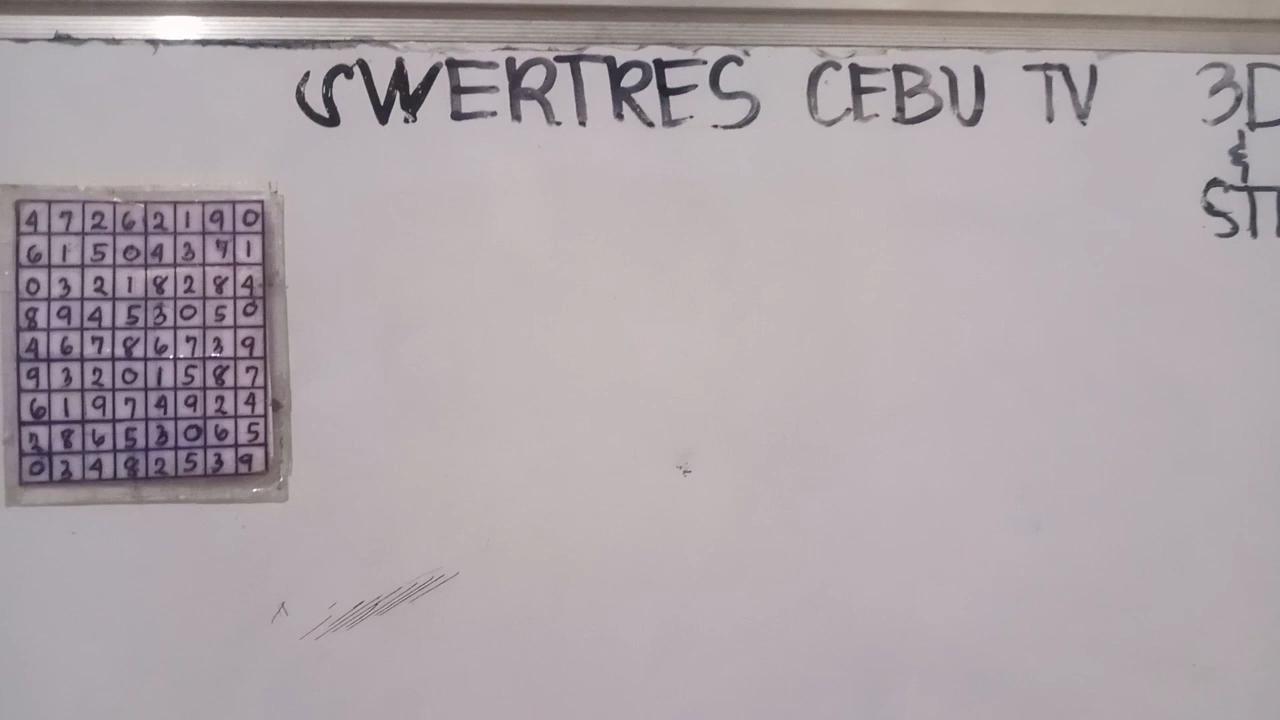 SWERTRES CEBU TV 3D
&
STL
4 7 2 6 2 1 9 0
6 1 5 0 4 3 7 1
0 3 2 1 8 2 8 4
8 9 4 5 3 0 5 0
4 6 7 8 6 7 3 9
9 3 2 0 1 5 8 7
6 1 9 7 4 9 2 4
7 8 6 5 3 0 6 5
0 3 4 8 2 5 3 9